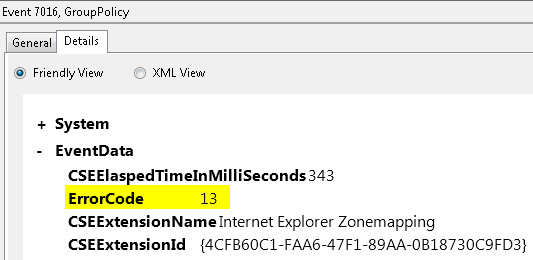 Event 7016, GroupPolicy
General Details
Friendly View XML View
+ System
- EventData
CSEElaspedTimeInMilliSeconds 343
ErrorCode 13
CSEExtensionName Internet Explorer Zonemapping
CSEExtensionId {4CFB60C1-FAA6-47F1-89AA-0B18730C9FD3}